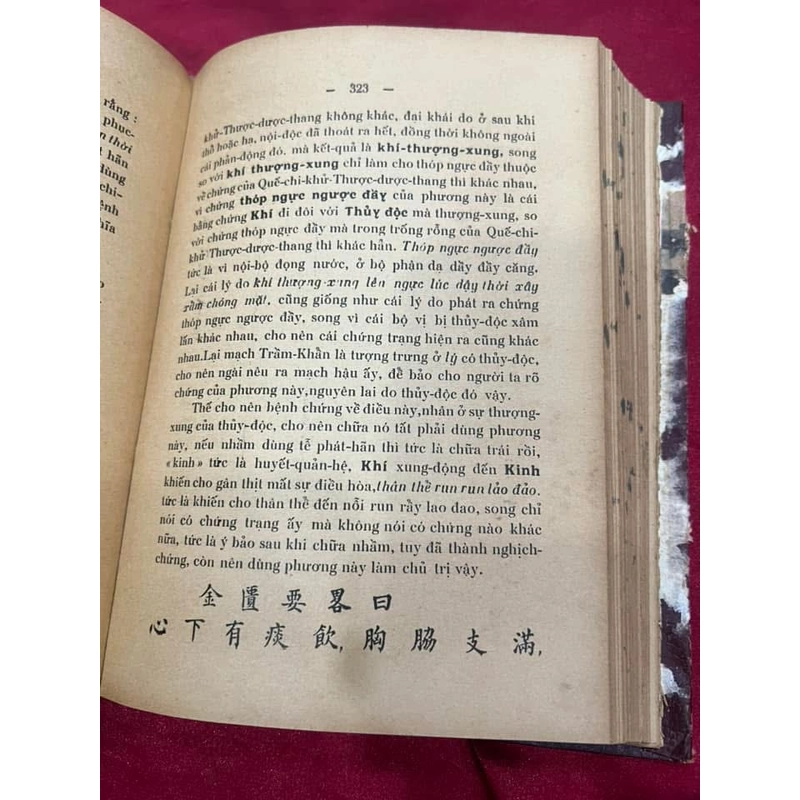 rằng :
phục-
n thời
t hãn
dùng
chi-
ệnh
ghĩa
— 323 —
khử-Thược-dược-thang không khác, đại khái do ở sau khi
thổ hoặc hạ, nội-độc đã thoát ra hết, đồng thời không ngoài
cái phản-động đó. mà kết-quả là khí-thượng-xung, song
so với khí thượng-xung chỉ làm cho thóp ngực đầy thuộc
về chứng của Quế-chi-khử-Thược-dược-thang thì khác nhau,
vì chứng thóp ngực ngược đầy của phương này là cái
bằng chứng Khí đi đôi với Thủy độc mà thượng-xung, so
với chứng thóp ngực đầy mà trong trống rỗng của Quế-chi-
khử-Thược-dược-thang thì khác hẳn. Thóp ngực ngược đầy
tức là vì nội-bộ đọng nước, ở bộ phận dạ dầy đầy căng.
Lại cái lý do khí thượng-xung lên ngực lúc dậy thời xây
xẩm chóng mặt, cũng giống như cái lý do phát ra chứng
thóp ngực ngược đầy, song vì cái bộ vị bị thủy-độc xâm
lấn khác nhau, cho nên cái chứng trạng hiện ra cũng khác
nhau.Lại mạch Trầm-Khẩn là tượng trưng ở lý có thủy-độc,
cho nên ngài nêu ra mạch hậu ấy, đề bảo cho người ta rõ
chứng của phương này,nguyên lai do thủy-độc đó vậy.
Thế cho nên bệnh chứng về điều này,nhân ở sự thượng-
xung của thủy-độc, cho nên chữa nó tất phải dùng phương
này, nếu nhầm dùng tễ phát-hãn thì tức là chữa trái rồi,
«kinh» tức là huyết-quản-hệ, Khí xung-động đến Kinh
khiến cho gân thịt mất sự điều hòa,thân thể run run lảo đảo.
tức là khiến cho thân thể đến nỗi run rẩy lao đao, song chỉ
nói có chứng trạng ấy mà không nói có chứng nào khác
nữa, tức là ý bảo sau khi chữa nhầm, tuy đã thành nghịch-
chứng, còn nên dùng phương này làm chủ trị vậy.
金匱要畧曰
心下有痰飲,胸脇支滿,